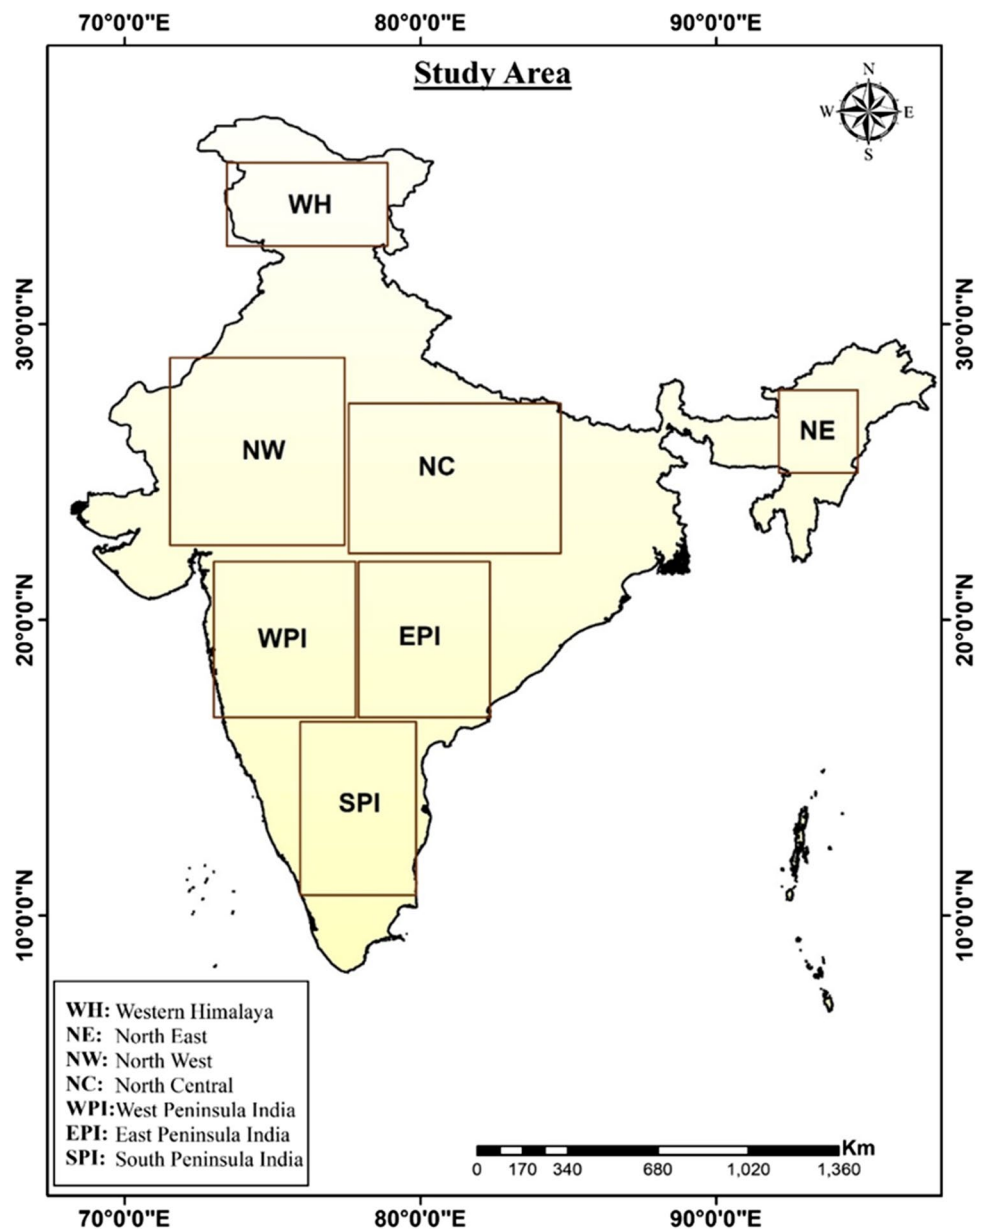 70°0'0"E 80°0'0"E 90°0'0"E
Study Area
N
W E
S
WH
30°0'0"N 30°0'0"N
NE
NW
NC
20°0'0"N 20°0'0"N
WPI EPI
SPI
10°0'0"N 10°0'0"N
WH: Western Himalaya
NE: North East
NW: North West
NC: North Central
WPI:West Peninsula India
EPI: East Peninsula India
SPI: South Peninsula India
Km
0 170 340 680 1,020 1,360
70°0'0"E 80°0'0"E 90°0'0"E